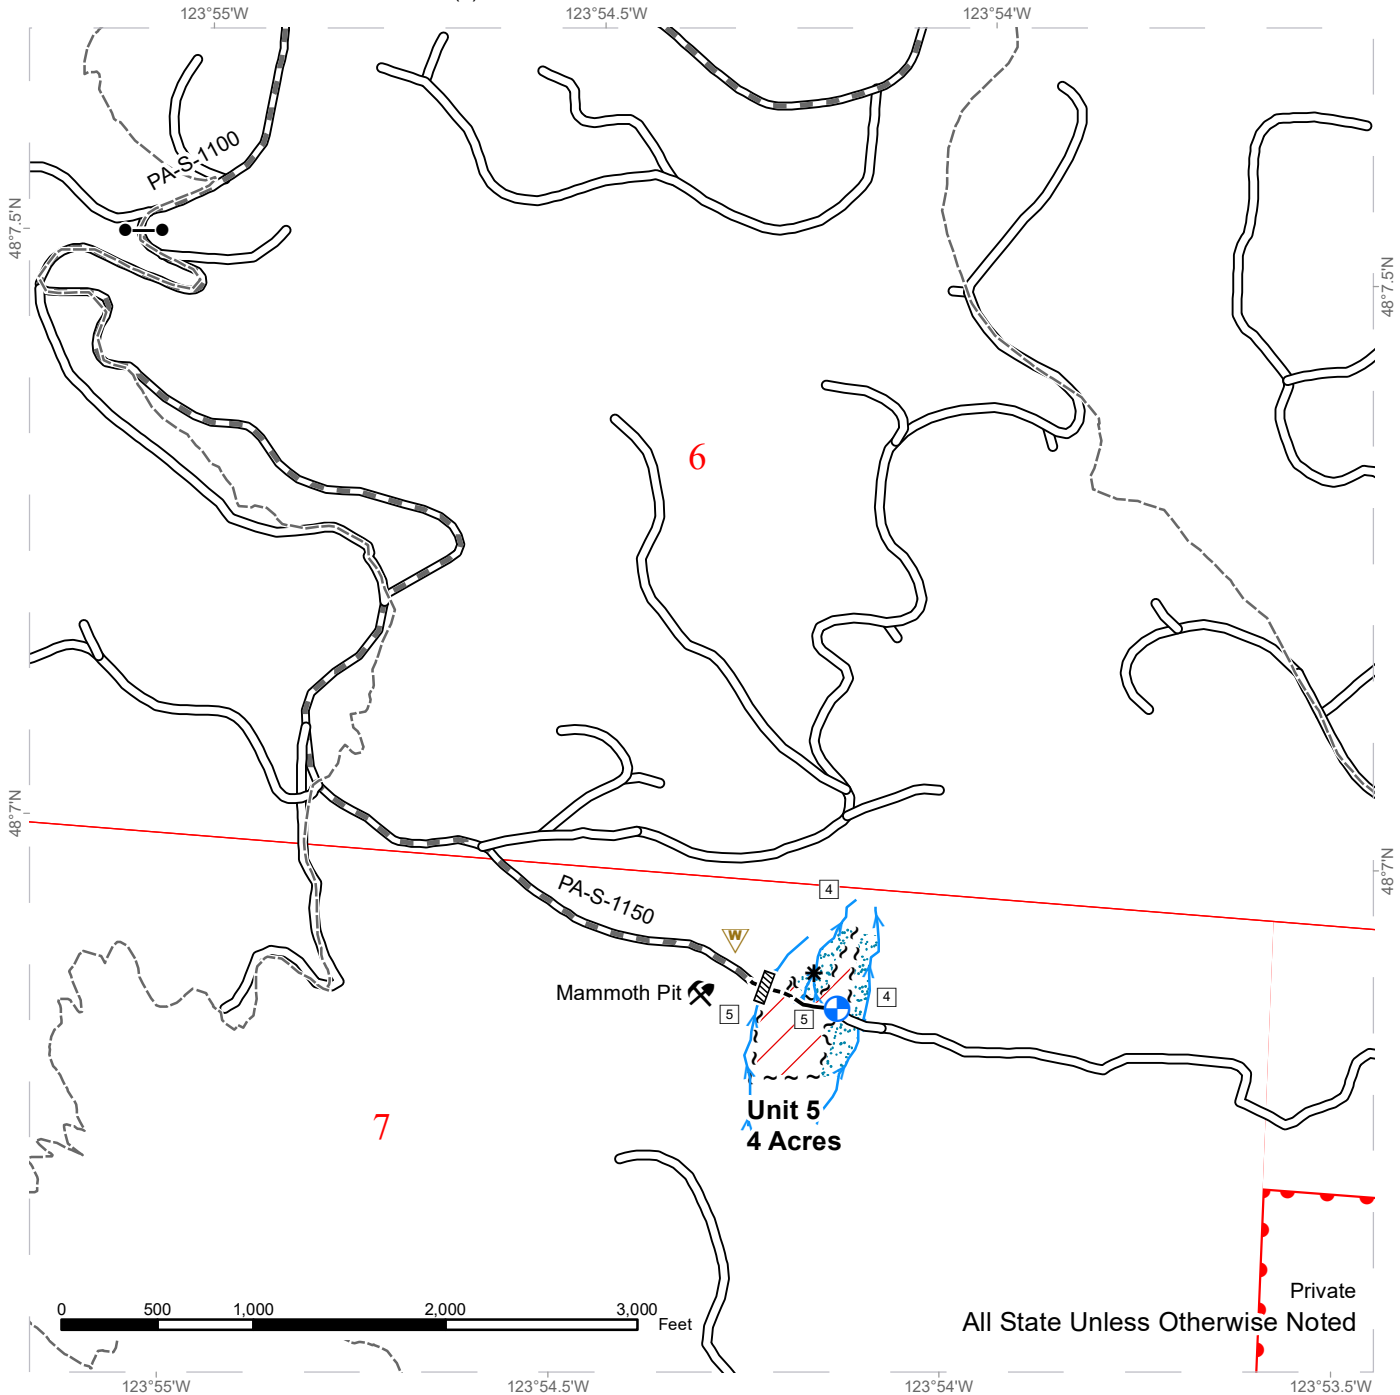 123°55'W
123°54.5'W
123°54'W
PA-S-1100
48°7.5'N
48°7.5'N
6
48°7'N
48°7'N
4
PA-S-1150
W
Mammoth Pit
5
5
4
Unit 5
4 Acres
7
Private
All State Unless Otherwise Noted
0 500 1,000 2,000 3,000
Feet
123°55'W
123°54.5'W
123°54'W
123°53.5'W